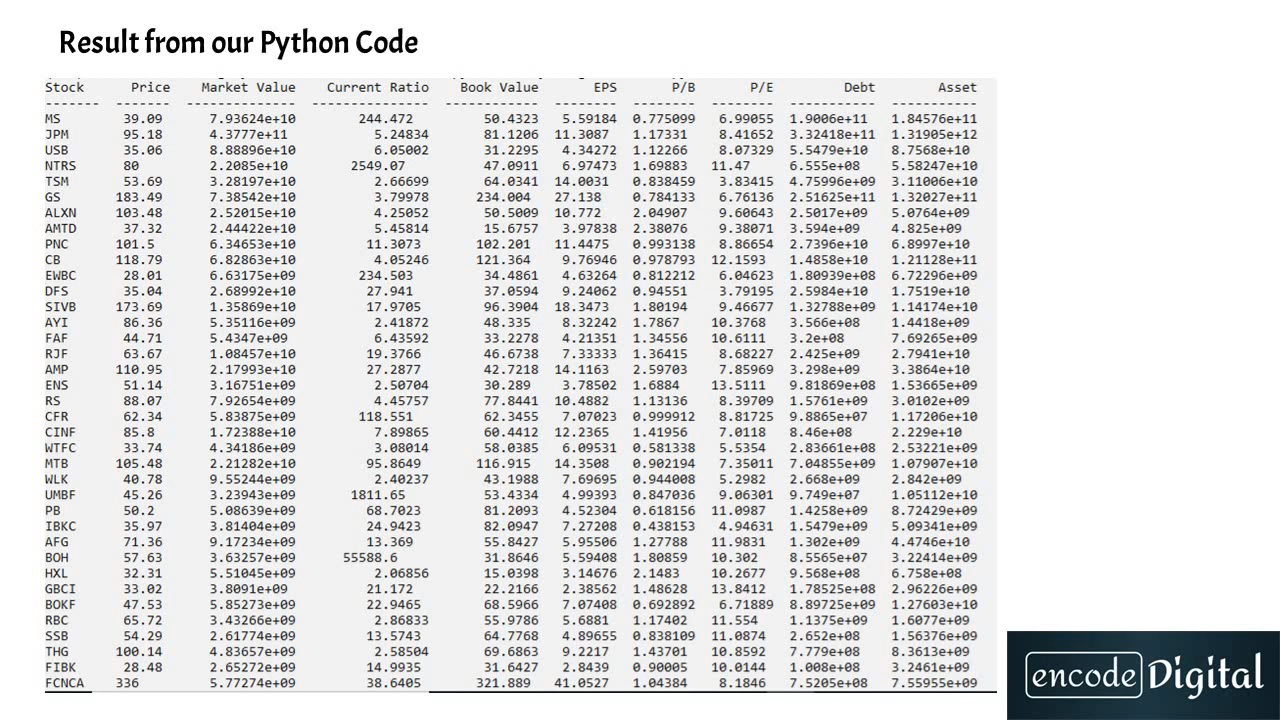 Result from our Python Code
Stock Price Market Value Current Ratio Book Value EPS P/B P/E Debt Asset
------- ------- ------------ --------------- ---------- -------- -------- -------- ----------- -----------
MS 39.09 7.93624e+10 244.472 50.4323 5.59184 0.775099 6.99055 1.9006e+11 1.84576e+11
JPM 95.18 4.3777e+11 5.24834 81.1206 11.3087 1.17331 8.41652 3.32418e+11 1.31905e+12
USB 35.06 8.88896e+10 6.05002 31.2295 4.34272 1.12266 8.07329 5.5479e+10 8.7568e+10
NTRS 80 2.2085e+10 2549.07 47.0911 6.97473 1.69883 11.47 6.555e+08 5.58247e+10
TSM 53.69 3.28197e+10 2.66699 64.0341 14.0031 0.838459 3.83415 4.75996e+09 3.11006e+10
GS 183.49 7.38542e+10 3.79978 234.004 27.138 0.784133 6.76136 2.51625e+11 1.32027e+11
ALXN 103.48 2.52015e+10 4.25052 50.5009 10.772 2.04907 9.60643 2.5017e+09 5.0764e+09
AMTD 37.32 2.44422e+10 5.45814 15.6757 3.97838 2.38076 9.38071 3.594e+09 4.825e+09
PNC 101.5 6.34653e+10 11.3073 102.201 11.4475 0.993138 8.86654 2.7396e+10 6.8997e+10
CB 118.79 6.82863e+10 4.05246 121.364 9.76946 0.978793 12.1593 1.4858e+10 1.21128e+11
EWBC 28.01 6.63175e+09 234.503 34.4861 4.63264 0.812212 6.04623 1.80939e+08 6.72296e+09
DFS 35.04 2.68992e+10 27.941 37.0594 9.24062 0.94551 3.79195 2.5984e+10 1.7519e+10
SIVB 173.69 1.35869e+10 17.9705 96.3904 18.3473 1.80194 9.46677 1.32788e+09 1.14174e+10
AYI 86.36 5.35116e+09 2.41872 48.335 8.32242 1.7867 10.3768 3.566e+08 1.4418e+09
FAF 44.71 5.4347e+09 6.43592 33.2278 4.21351 1.34556 10.6111 3.2e+08 7.69265e+09
RJF 63.67 1.08457e+10 19.3766 46.6738 7.33333 1.36415 8.68227 2.425e+09 2.7941e+10
AMP 110.95 2.17993e+10 27.2877 42.7218 14.1163 2.59703 7.85969 3.298e+09 3.3864e+10
ENS 51.14 3.16751e+09 2.50704 30.289 3.78502 1.6884 13.5111 9.81869e+08 1.53665e+09
RS 88.07 7.92654e+09 4.45757 77.8441 10.4882 1.13136 8.39709 1.5761e+09 3.0102e+09
CFR 62.34 5.83875e+09 118.551 62.3455 7.07023 0.999912 8.81725 9.8865e+07 1.17206e+10
CINF 85.8 1.72388e+10 7.89865 60.4412 12.2365 1.41956 7.0118 8.46e+08 2.229e+10
WTFC 33.74 4.34186e+09 3.08014 58.0385 6.09531 0.581338 5.5354 2.83661e+08 2.53221e+09
MTB 105.48 2.21282e+10 95.8649 116.915 14.3508 0.902194 7.35011 7.04855e+09 1.07907e+10
WLK 40.78 9.55244e+09 2.40237 43.1988 7.69695 0.944008 5.2982 2.668e+09 2.842e+09
UMBF 45.26 3.23943e+09 1811.65 53.4334 4.99393 0.847036 9.06301 9.749e+07 1.05112e+10
PB 50.2 5.08639e+09 68.7023 81.2093 4.52304 0.618156 11.0987 1.4258e+09 8.72429e+09
IBKC 35.97 3.81404e+09 24.9423 82.0947 7.27208 0.438153 4.94631 1.5479e+09 5.09341e+09
AFG 71.36 9.17234e+09 13.369 55.8427 5.95506 1.27788 11.9831 1.302e+09 4.4746e+10
BOH 57.63 3.63257e+09 55588.6 31.8646 5.59408 1.80859 10.302 8.5565e+07 3.22414e+09
HXL 32.31 5.51045e+09 2.06856 15.0398 3.14676 2.1483 10.2677 9.568e+08 6.758e+08
GBCI 33.02 3.8091e+09 21.172 22.2166 2.38562 1.48628 13.8412 1.78525e+08 2.96226e+09
BOKF 47.53 5.85273e+09 22.9465 68.5966 7.07408 0.692892 6.71889 8.89725e+09 1.27603e+10
RBC 65.72 3.43266e+09 2.86833 55.9786 5.6881 1.17402 11.554 1.1375e+09 1.6077e+09
SSB 54.29 2.61774e+09 13.5743 64.7768 4.89655 0.838109 11.0874 2.652e+08 1.56376e+09
THG 100.14 4.83657e+09 2.58504 69.6863 9.2217 1.43701 10.8592 7.779e+08 8.3613e+09
FIBK 28.48 2.65272e+09 14.9935 31.6427 2.8439 0.90005 10.0144 1.008e+08 3.2461e+09
FCNCA 336 5.77274e+09 38.6405 321.889 41.0527 1.04384 8.1846 7.5205e+08 7.55955e+09
encode Digital